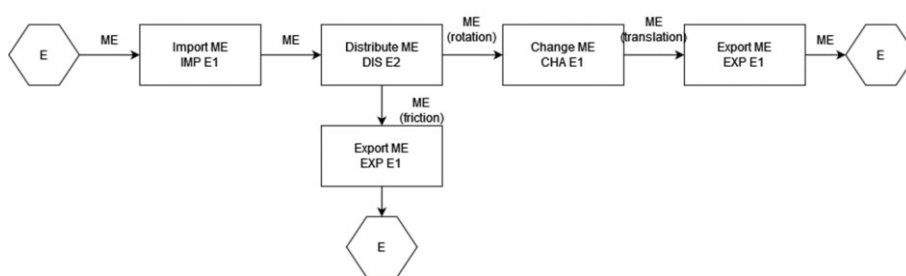 E
ME
Import ME
IMP E1
ME
Distribute ME
DIS E2
ME
(rotation)
Change ME
CHA E1
ME
(translation)
Export ME
EXP E1
ME
E
ME
(friction)
Export ME
EXP E1
E